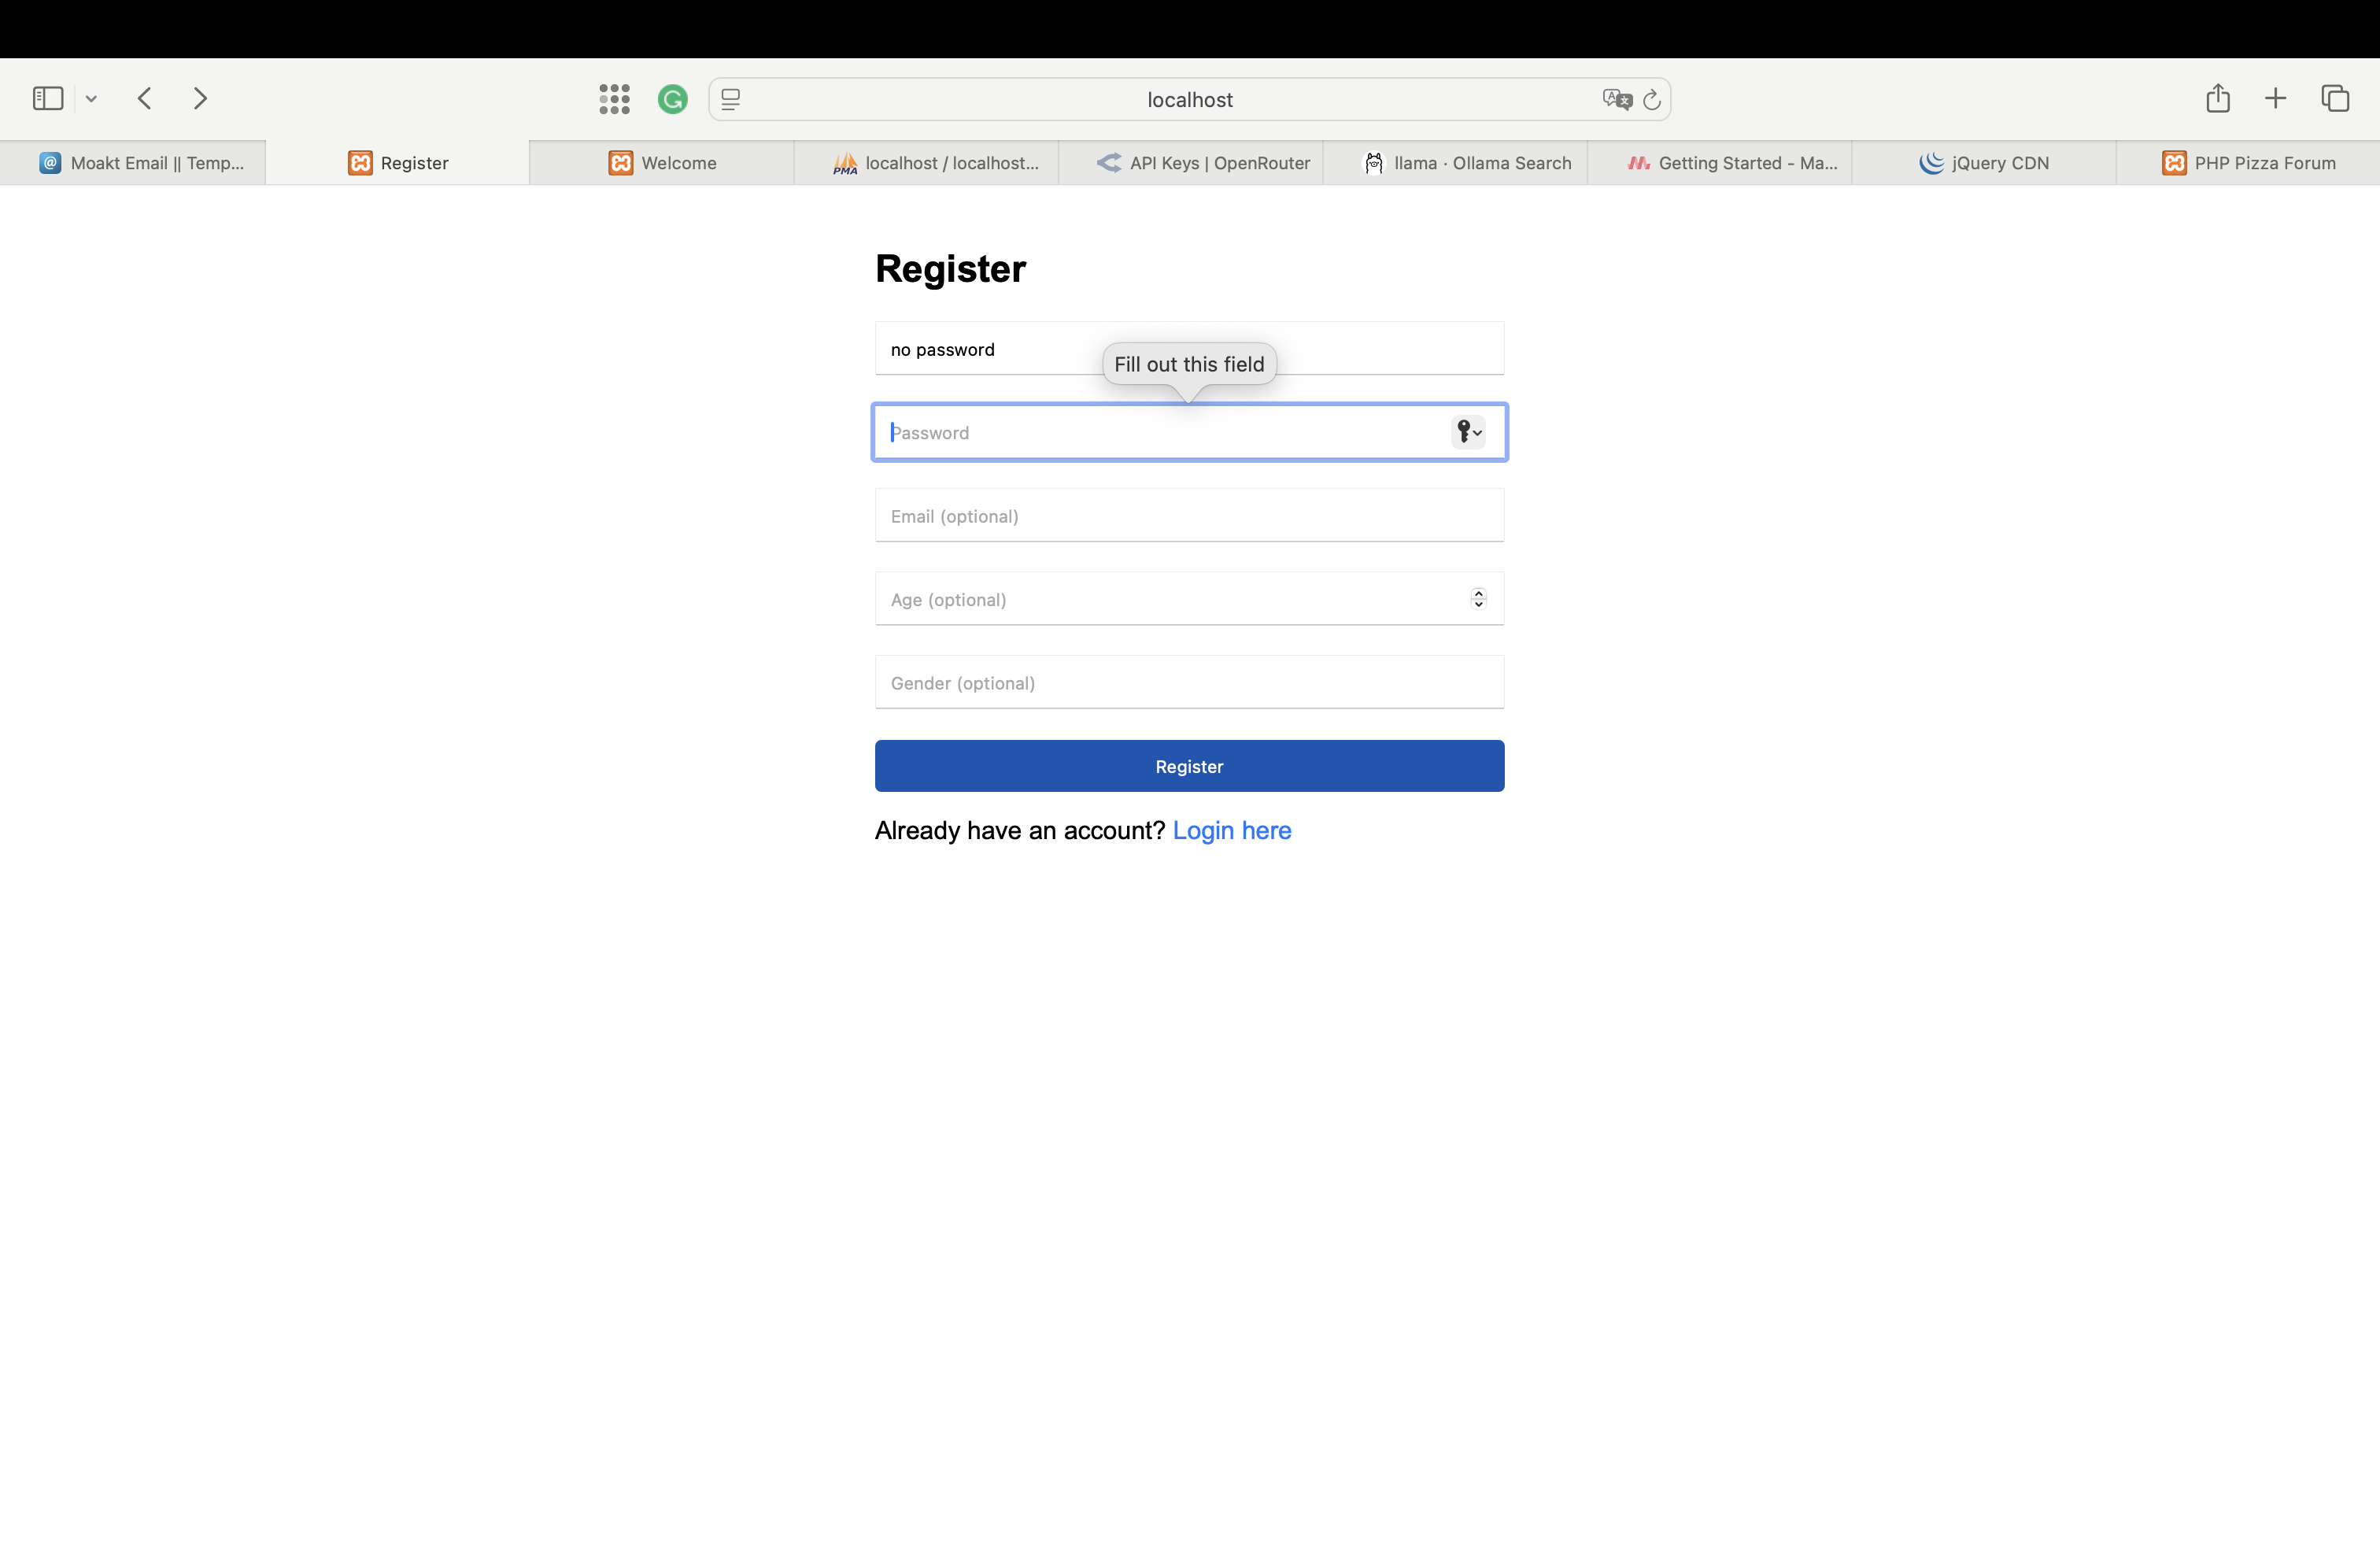 localhost
Moakt Email || Temp...
Register
Welcome
PMA
localhost / localhost...
API Keys | OpenRouter
llama · Ollama Search
Getting Started - Ma...
jQuery CDN
PHP Pizza Forum
Register
no password
Fill out this field
Password
Email (optional)
Age (optional)
Gender (optional)
Register
Already have an account? Login here